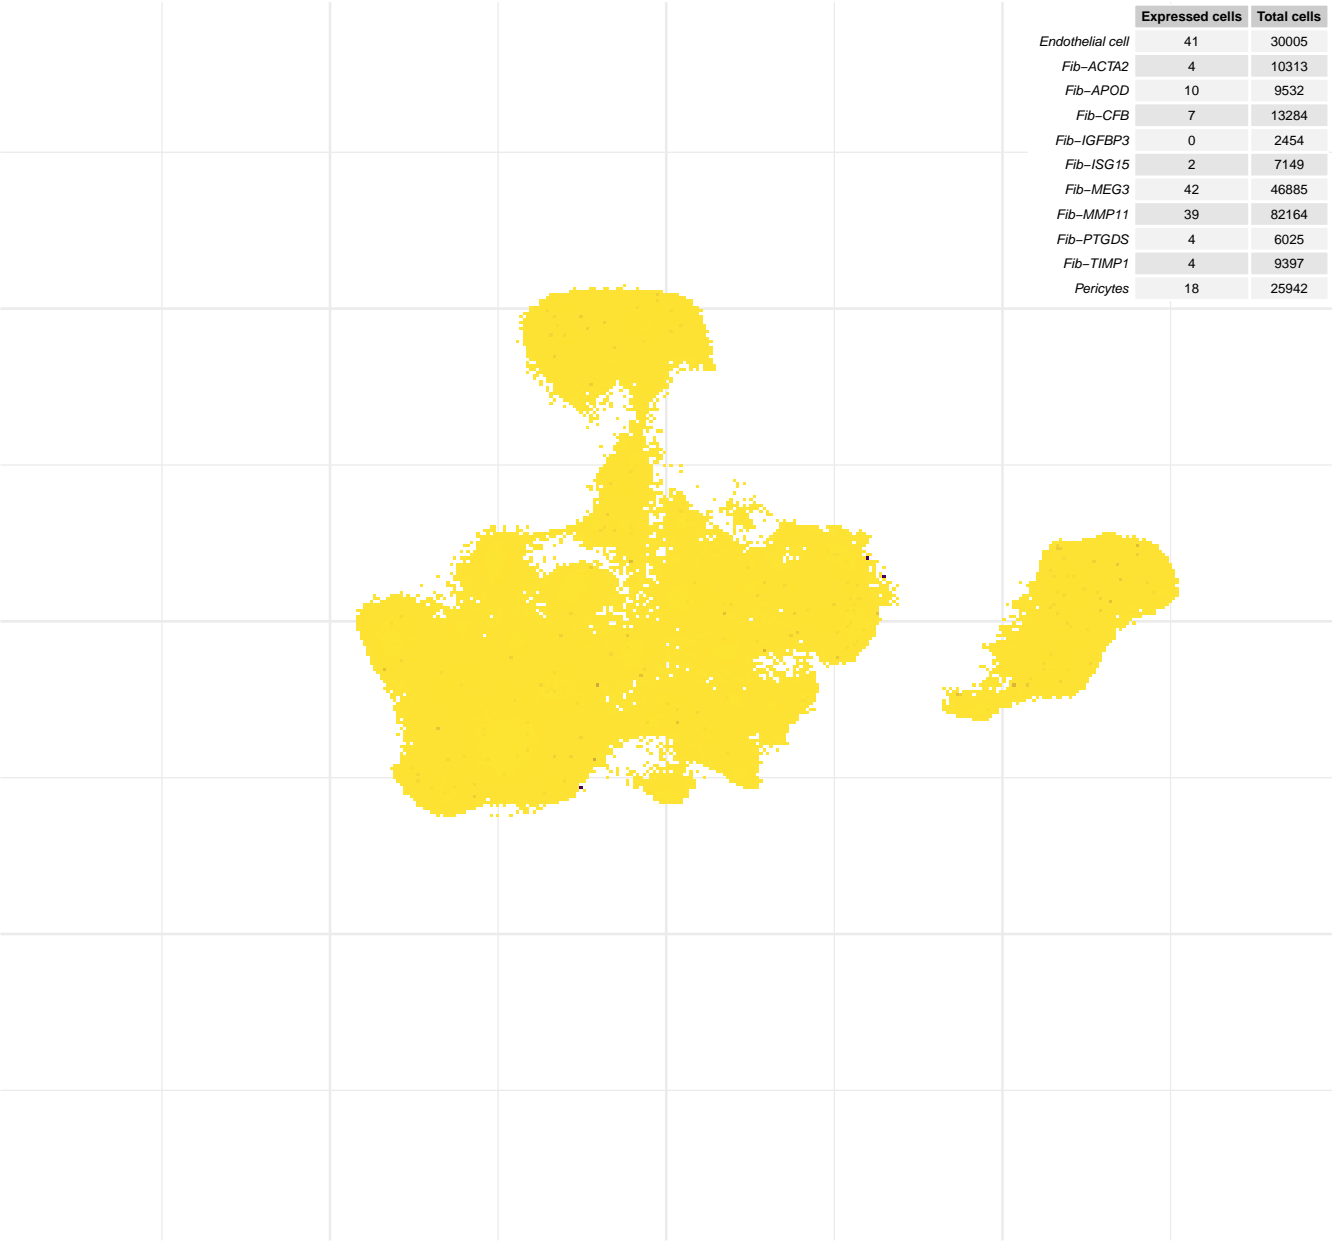 Expressed cells Total cells
Endothelial cell 41 30005
Fib−ACTA2 4 10313
Fib−APOD 10 9532
Fib−CFB 7 13284
Fib−IGFBP3 0 2454
Fib−ISG15 2 7149
Fib−MEG3 42 46885
Fib−MMP11 39 82164
Fib−PTGDS 4 6025
Fib−TIMP1 4 9397
Pericytes 18 25942